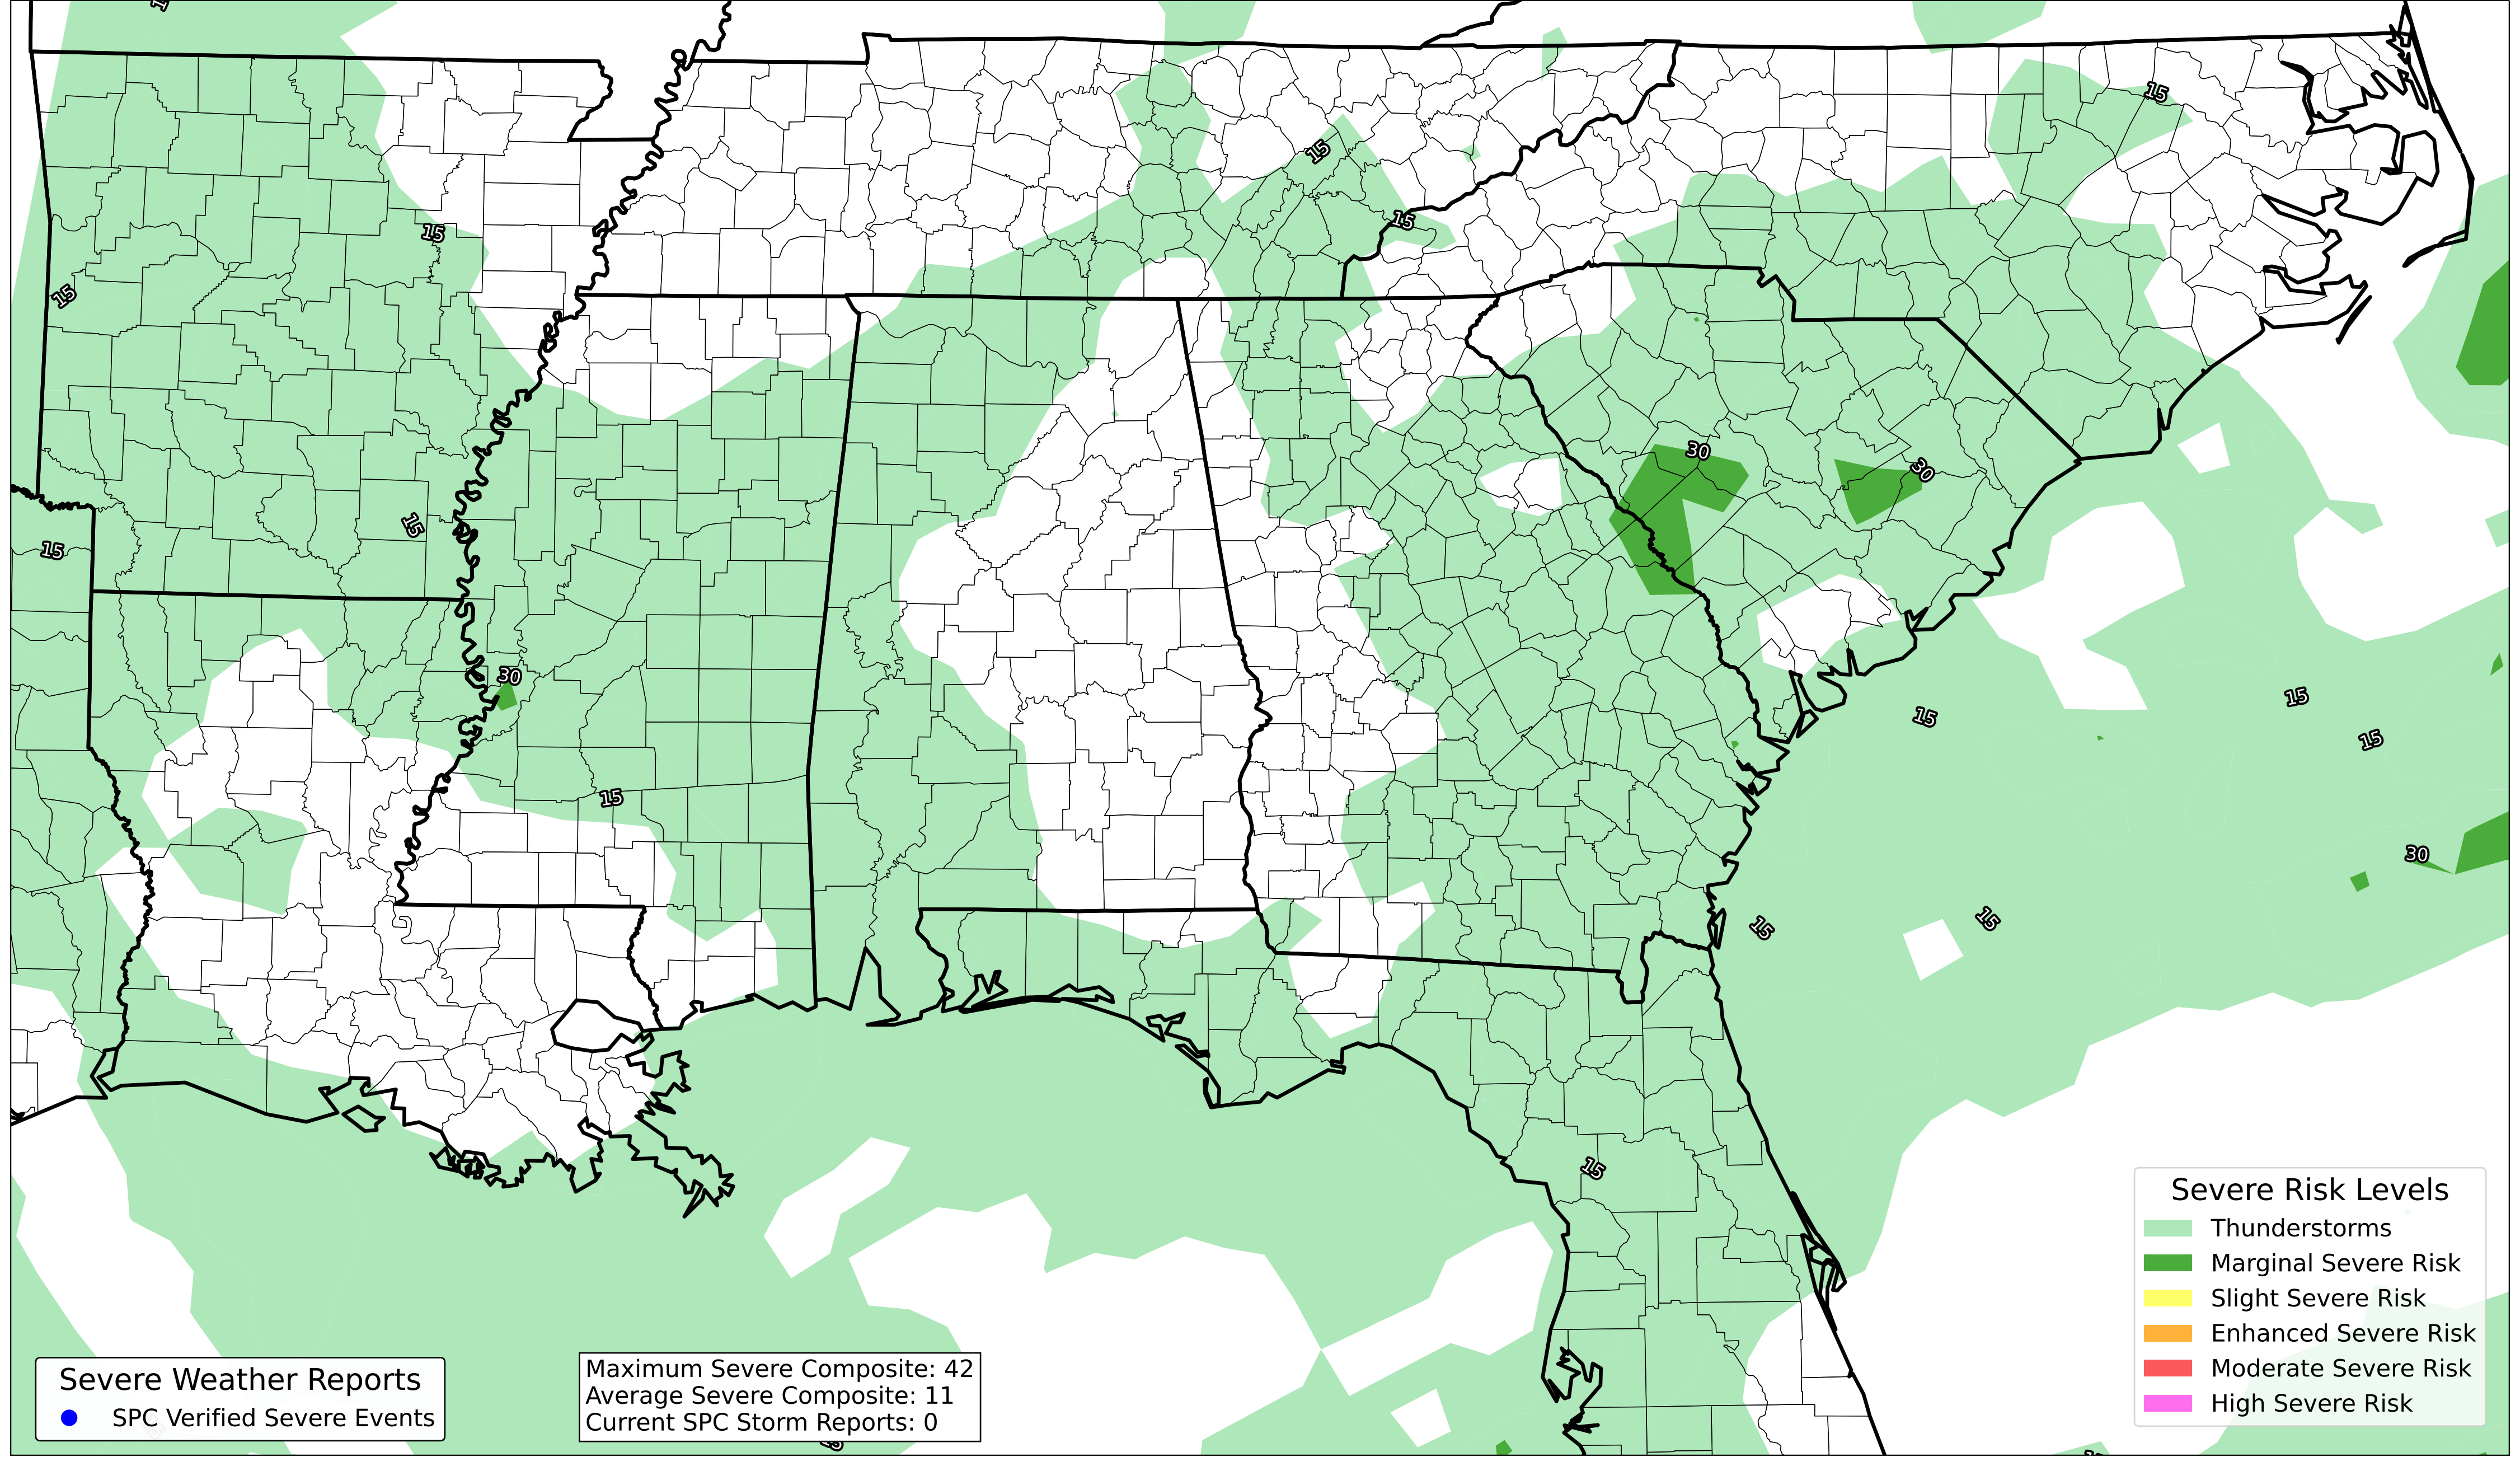 15
15
15
15
15
15
30
30
15
15
30
15
15
15
15
30
15
15
15
Severe Risk Levels
Thunderstorms
Marginal Severe Risk
Slight Severe Risk
Enhanced Severe Risk
Moderate Severe Risk
High Severe Risk
Severe Weather Reports
SPC Verified Severe Events
Maximum Severe Composite: 42
Average Severe Composite: 11
Current SPC Storm Reports: 0